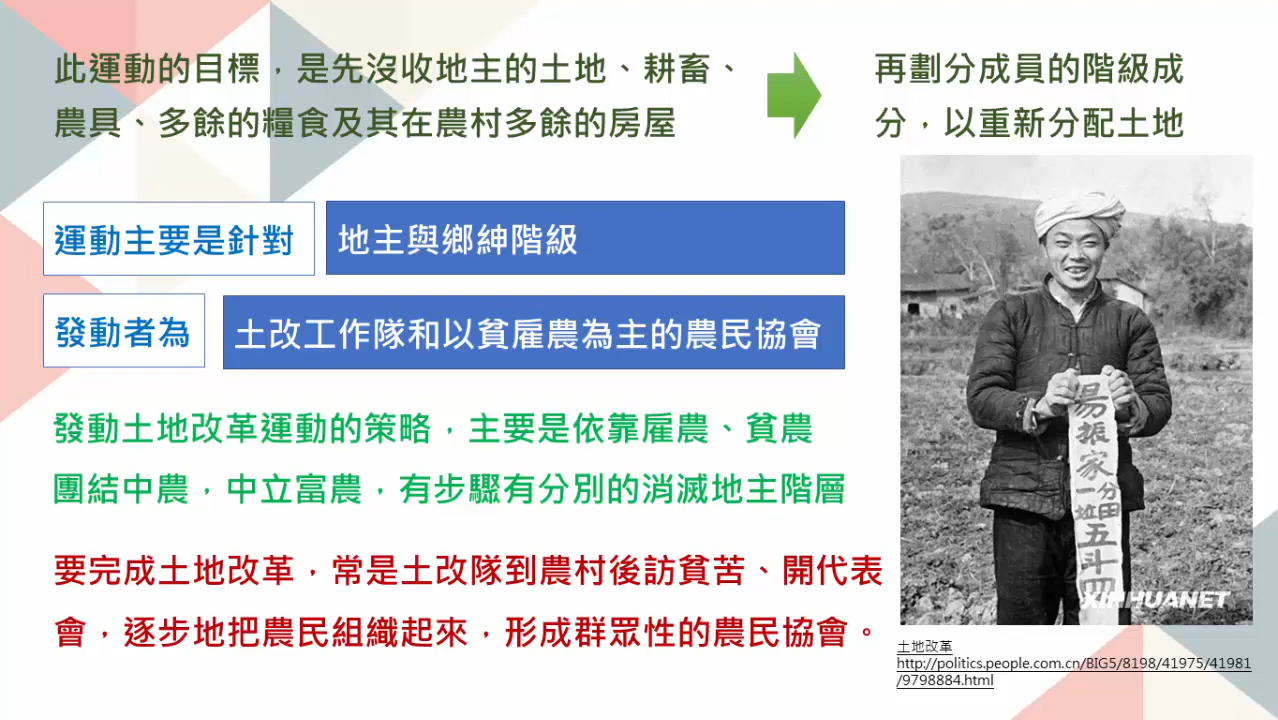 此運動的目標，是先沒收地主的土地、耕畜、
農具、多餘的糧食及其在農村多餘的房屋
再劃分成員的階級成
分，以重新分配土地
運動主要是針對
地主與鄉紳階級
發動者為
土改工作隊和以貧雇農為主的農民協會
發動土地改革運動的策略，主要是依靠雇農、貧農
團結中農，中立富農，有步驟有分別的消滅地主階層
要完成土地改革，常是土改隊到農村後訪貧苦、開代表
會，逐步地把農民組織起來，形成群眾性的農民協會。
易振家
一坵
分田
五斗四
XINHUANET
土地改革
http://politics.people.com.cn/BIG5/8198/41975/41981
/9798884.html